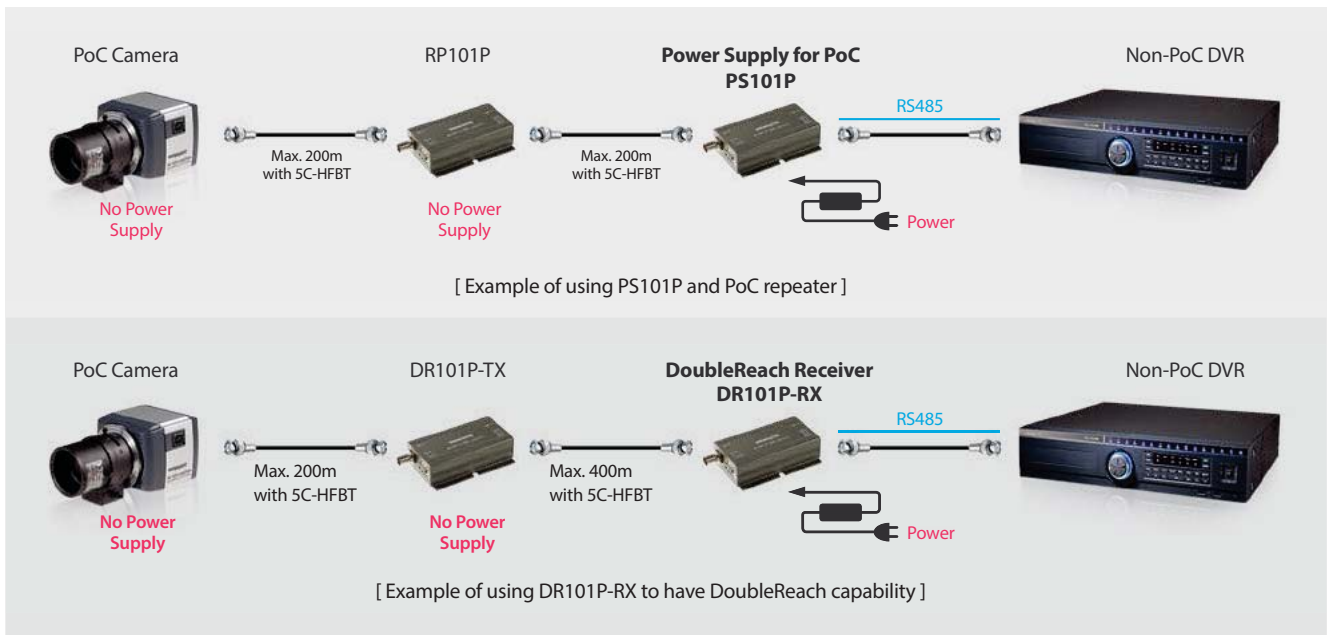 PoC Camera
RP101P
Power Supply for PoC
PS101P
Non-PoC DVR
RS485
Max. 200m
with 5C-HFBT
Max. 200m
with 5C-HFBT
No Power
Supply
No Power
Supply
Power
[ Example of using PS101P and PoC repeater ]
PoC Camera
DR101P-TX
DoubleReach Receiver
DR101P-RX
Non-PoC DVR
RS485
Max. 200m
with 5C-HFBT
Max. 400m
with 5C-HFBT
No Power
Supply
No Power
Supply
Power
[ Example of using DR101P-RX to have DoubleReach capability ]